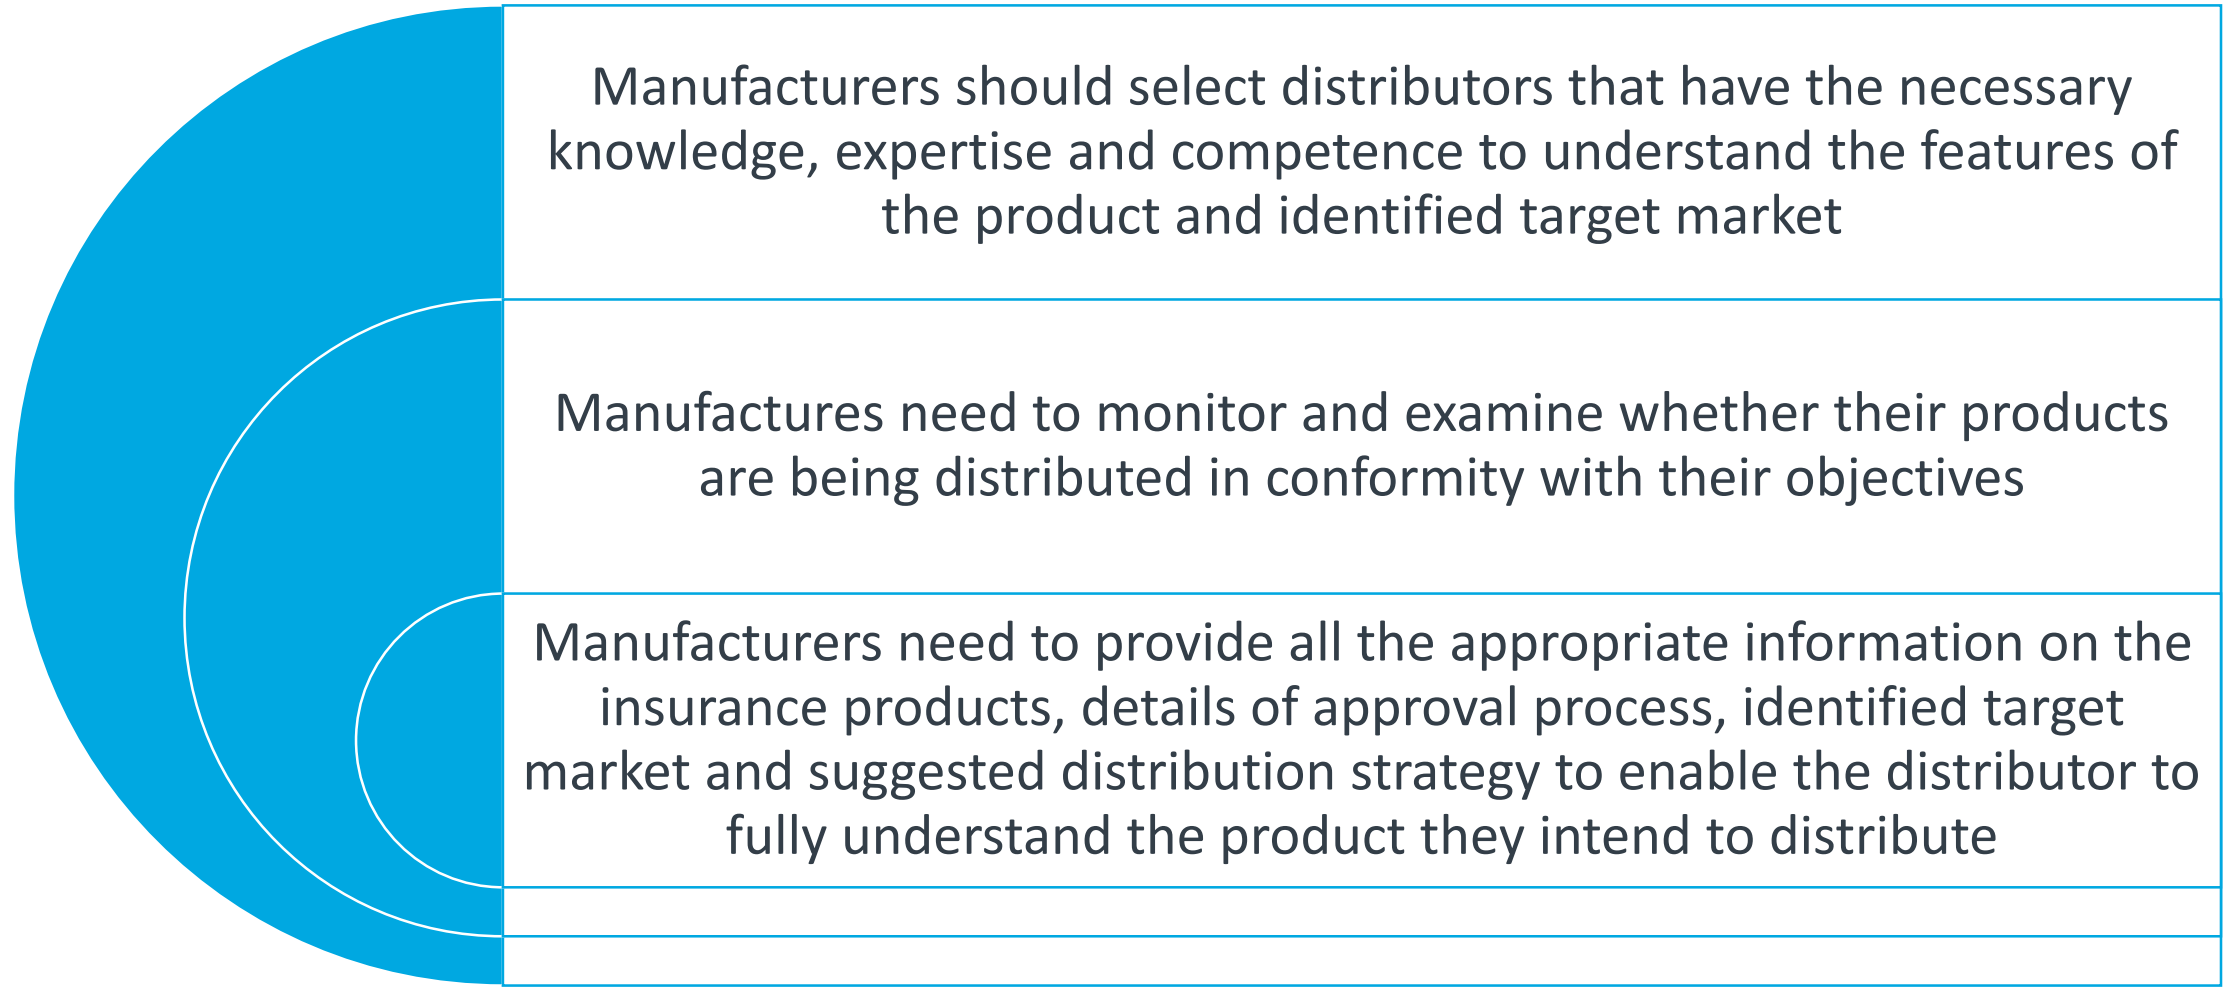 Manufacturers should select distributors that have the necessary
knowledge, expertise and competence to understand the features of
the product and identified target market
Manufactures need to monitor and examine whether their products
are being distributed in conformity with their objectives
Manufacturers need to provide all the appropriate information on the
insurance products, details of approval process, identified target
market and suggested distribution strategy to enable the distributor to
fully understand the product they intend to distribute